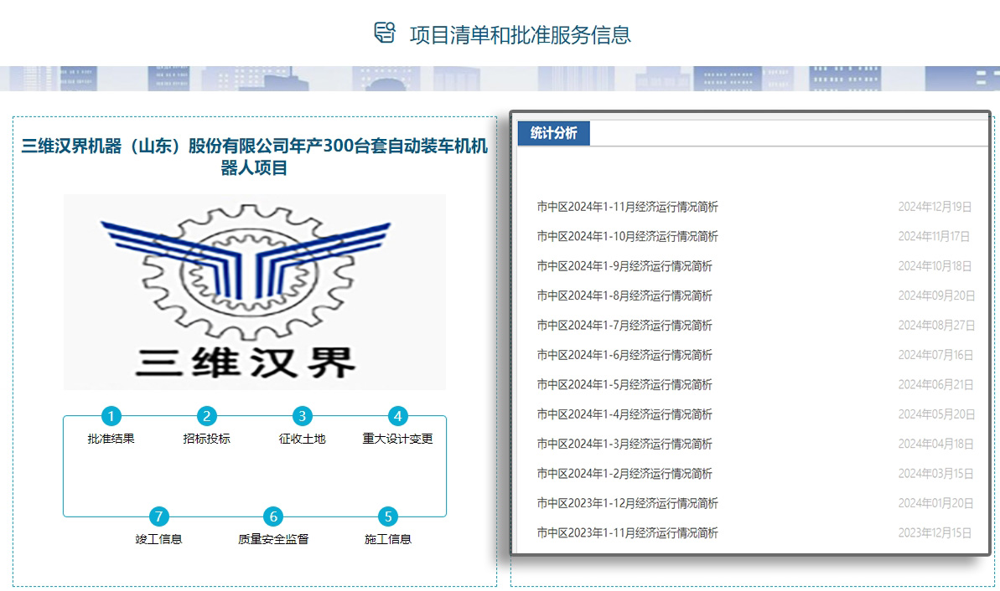 项目清单和批准服务信息
三维汉界机器（山东）股份有限公司年产300台套自动装车机机
器人项目
三维汉界
1 2 3 4
批准结果 招标投标 征收土地 重大设计变更
7 6 5
竣工信息 质量安全监督 施工信息
统计分析
市中区2024年1-11月经济运行情况简析 2024年12月19日
市中区2024年1-10月经济运行情况简析 2024年11月17日
市中区2024年1-9月经济运行情况简析 2024年10月18日
市中区2024年1-8月经济运行情况简析 2024年09月20日
市中区2024年1-7月经济运行情况简析 2024年08月27日
市中区2024年1-6月经济运行情况简析 2024年07月16日
市中区2024年1-5月经济运行情况简析 2024年06月21日
市中区2024年1-4月经济运行情况简析 2024年05月20日
市中区2024年1-3月经济运行情况简析 2024年04月18日
市中区2024年1-2月经济运行情况简析 2024年03月15日
市中区2023年1-12月经济运行情况简析 2024年01月20日
市中区2023年1-11月经济运行情况简析 2023年12月15日